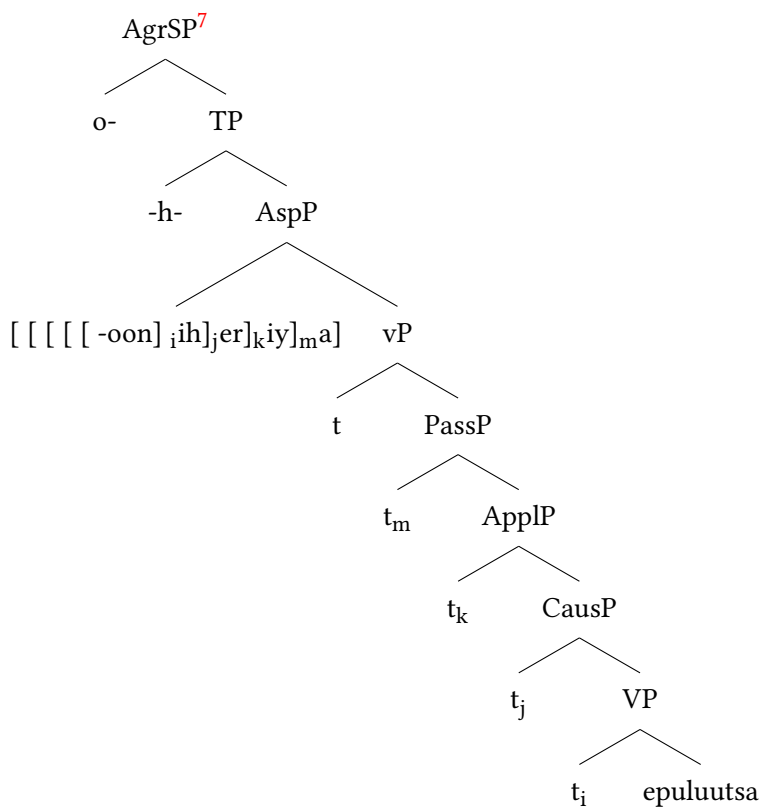 AgrSP7
o- TP
-h- AspP
[ [ [ [ [ -oon] iih]jer]kiy]ma] vP
t PassP
tm ApplP
tk CausP
tj VP
ti epuluutsa